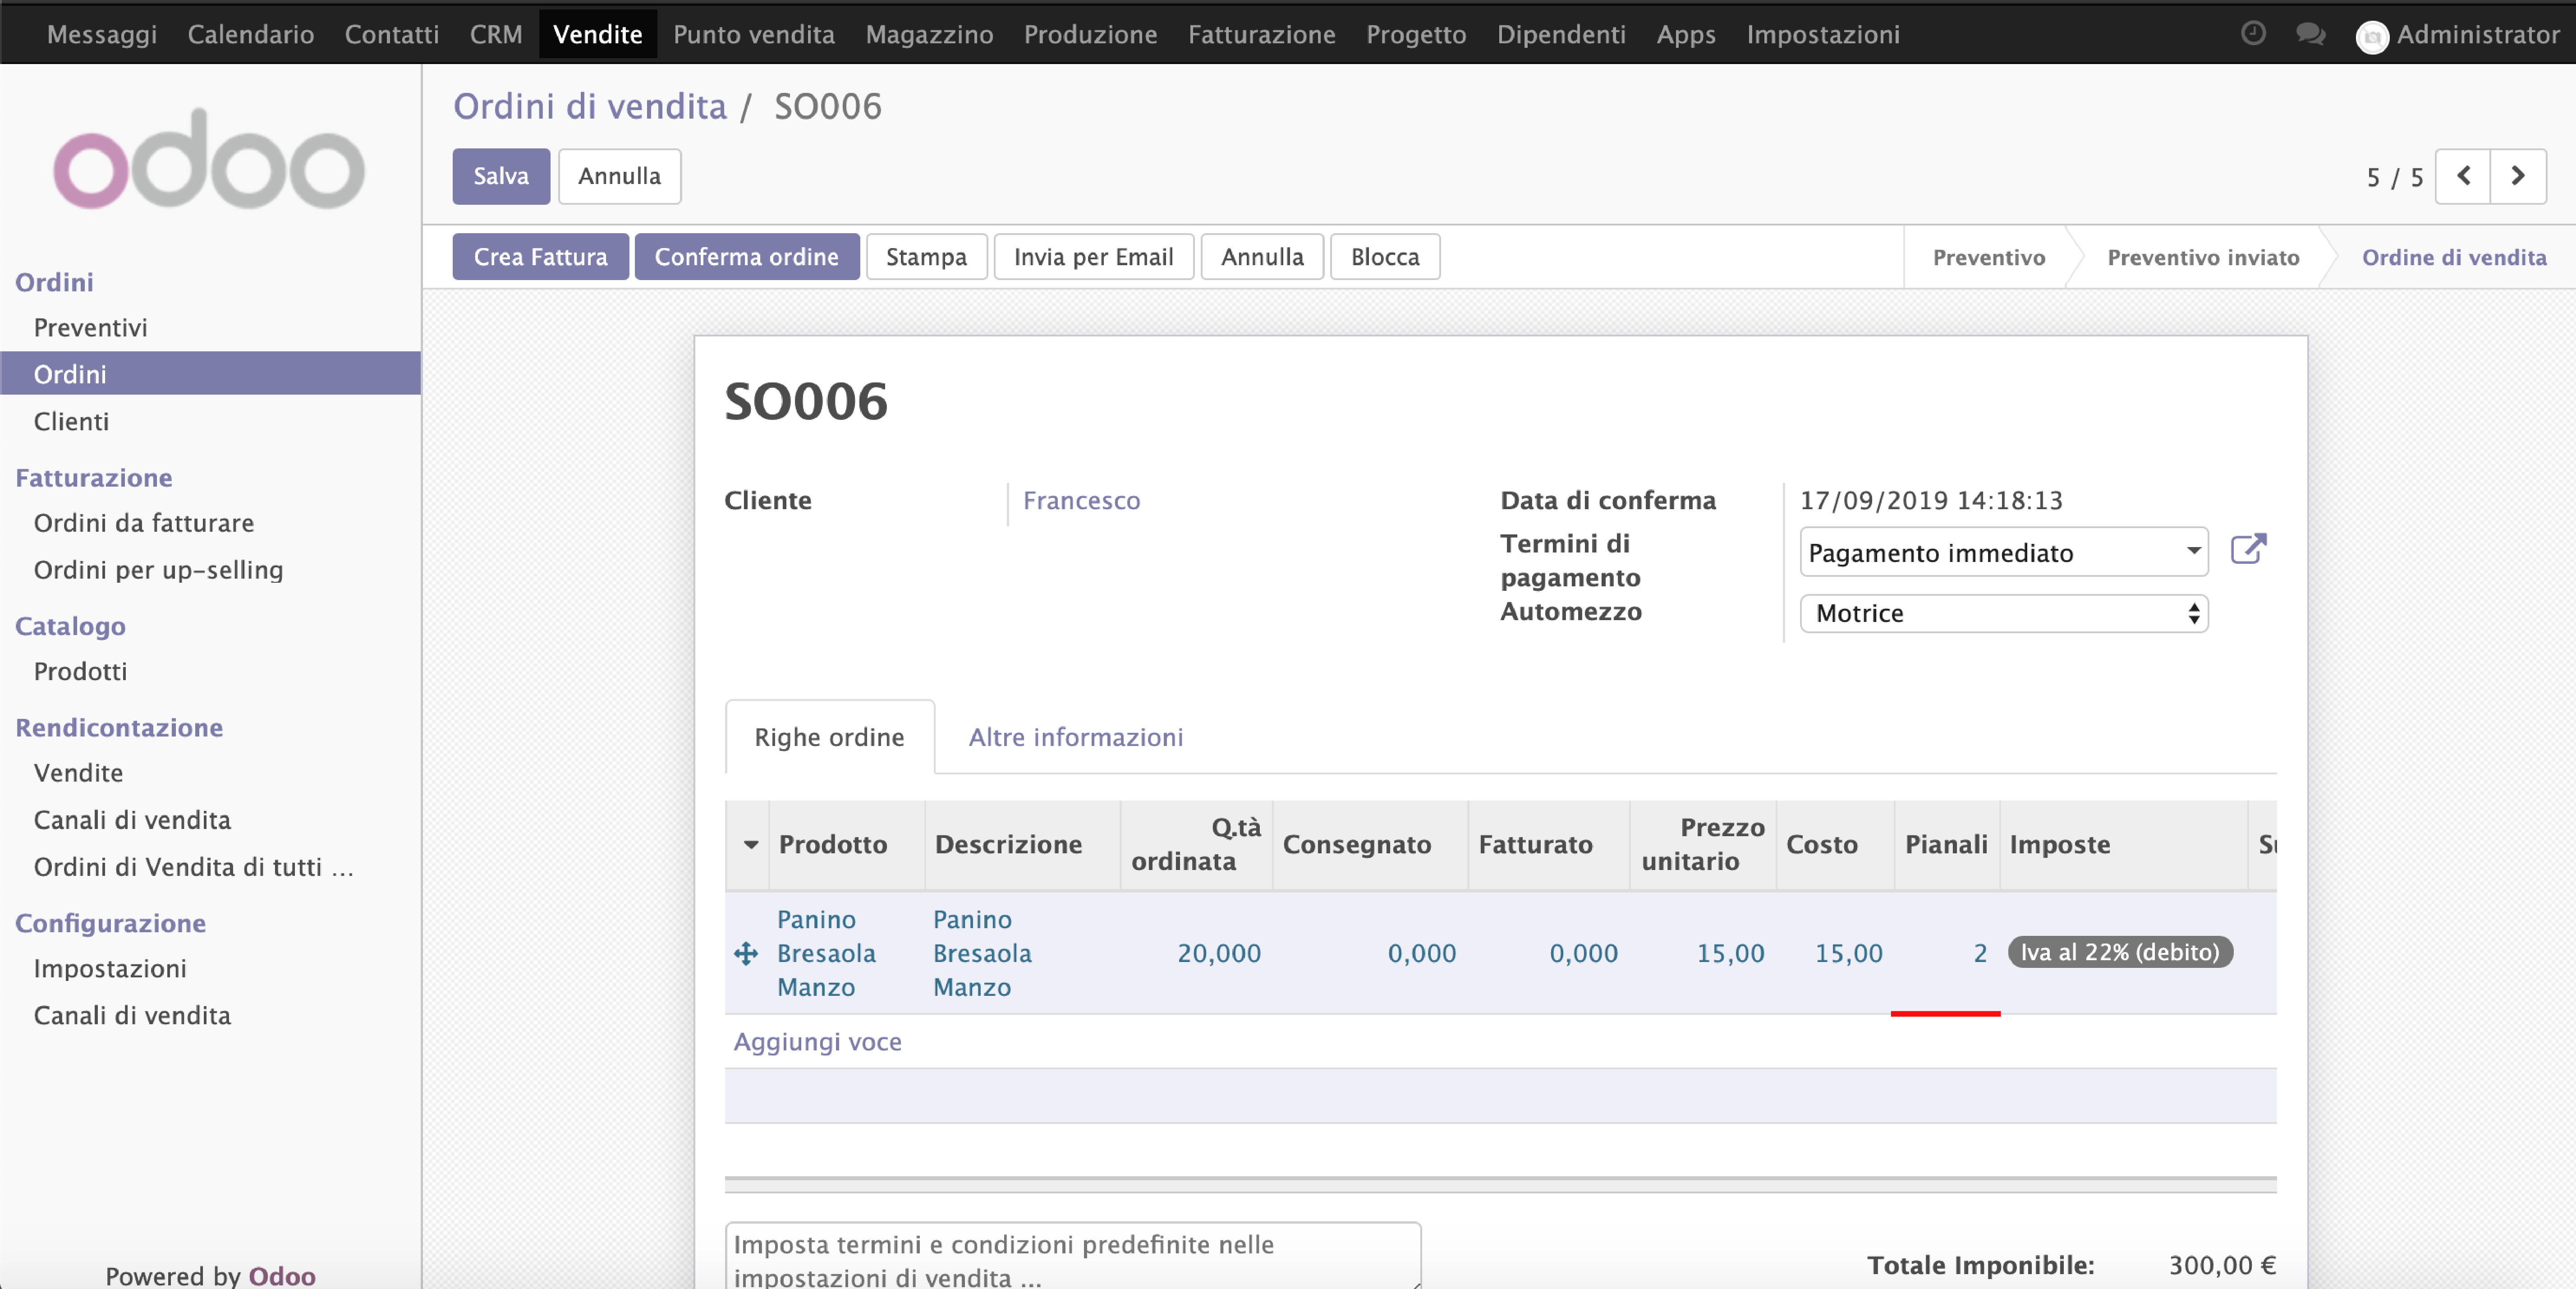 Messaggi Calendario Contatti CRM Vendite Punto vendita Magazzino Produzione Fatturazione Progetto Dipendenti Apps Impostazioni Administrator
odoo
Ordini
Preventivi
Ordini
Clienti
Fatturazione
Ordini da fatturare
Ordini per up-selling
Catalogo
Prodotti
Rendicontazione
Vendite
Canali di vendita
Ordini di Vendita di tutti ...
Configurazione
Impostazioni
Canali di vendita
Powered by Odoo
Ordini di vendita / SO006
Salva Annulla
5 / 5
Crea Fattura Conferma ordine Stampa Invia per Email Annulla Blocca
Preventivo Preventivo inviato Ordine di vendita
SO006
Cliente Francesco
Data di conferma 17/09/2019 14:18:13
Termini di
pagamento
Pagamento immediato
Automezzo Motrice
Righe ordine Altre informazioni
Prodotto Descrizione Q.tà
ordinata Consegnato Fatturato Prezzo
unitario Costo Pianali Imposte
Panino
Bresaola
Manzo
Panino
Bresaola
Manzo
20,000 0,000 0,000 15,00 15,00 2 Iva al 22% (debito)
Aggiungi voce
Imposta termini e condizioni predefinite nelle
impostazioni di vendita ...
Totale Imponibile: 300,00 €